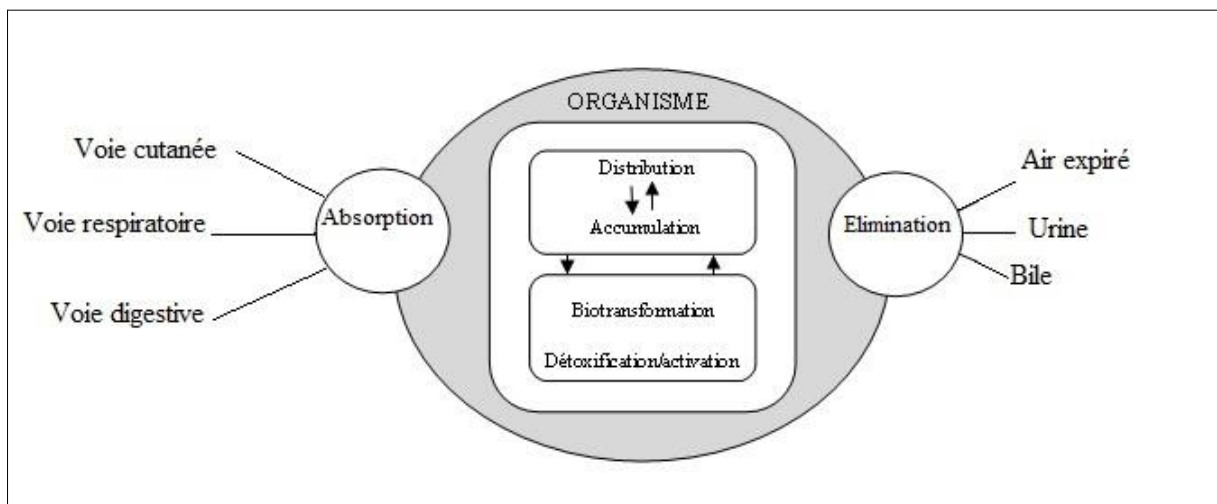 ORGANISME
Voie cutanée
Voie respiratoire
Voie digestive
Absorption
Distribution
Accumulation
Biotransformation
Détoxification/activation
Elimination
Air expiré
Urine
Bile